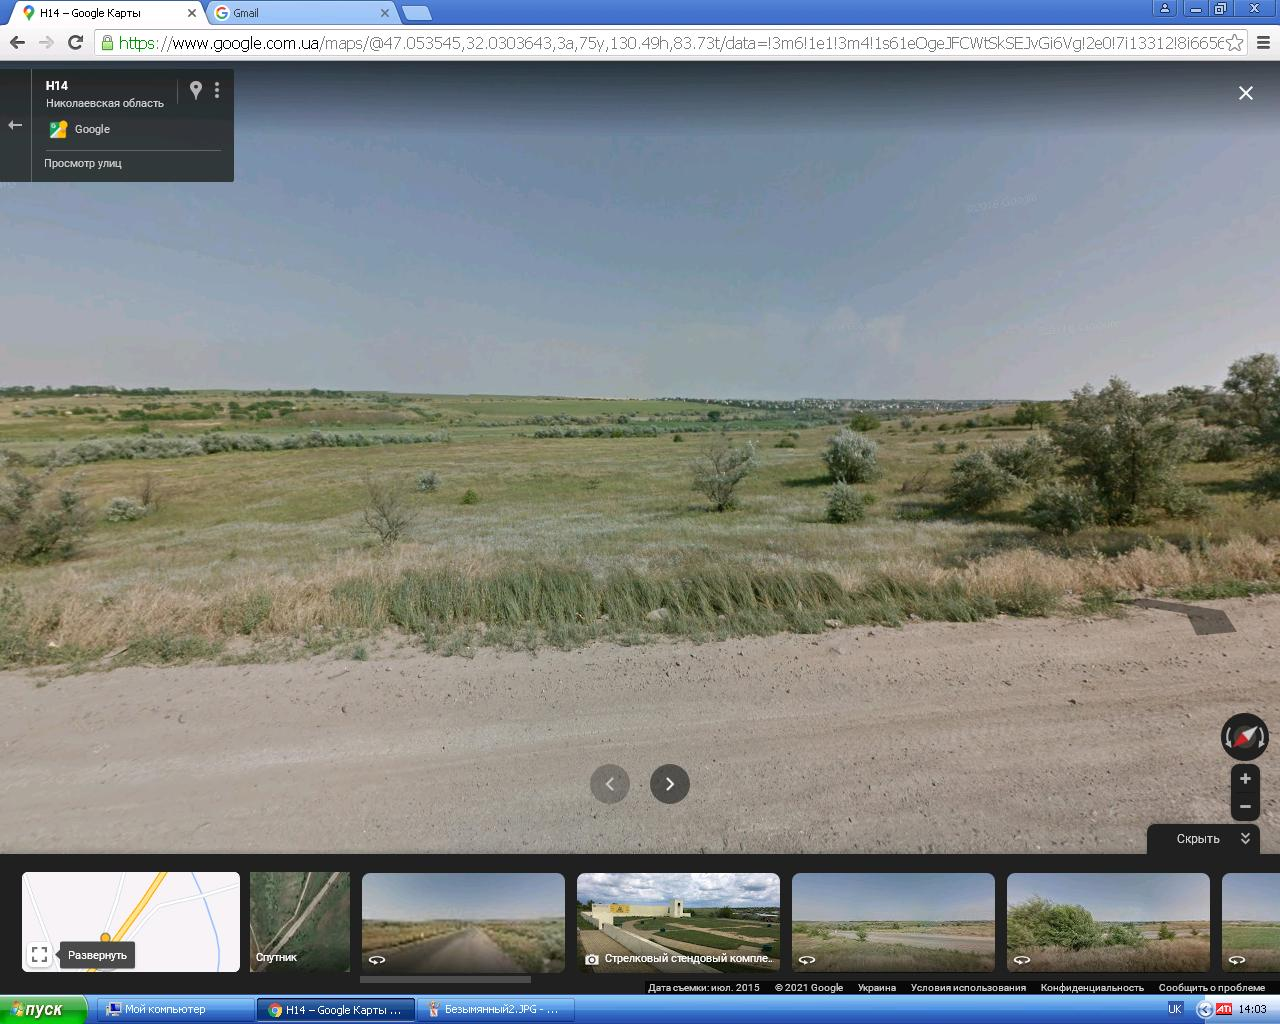 H14 – Google Карты
Gmail
https://www.google.com.ua/maps/@47.053545,32.0303643,3a,75y,130.49h,83.73t/data=!3m6!1e1!3m4!1s61eOgeJFCWtSkSEJvGi6Vg!2e0!7i13312!8i6656
H14
Николаевская область
Google
Просмотр улиц
©2016 Google
Скрыть
Развернуть
Спутник
Стрелковый стендовый компле..
Дата съемки: июл. 2015 © 2021 Google Украина Условия использования Конфиденциальность Сообщить о проблеме
пуск
Мой компьютер
H14 – Google Карты ...
Безымянный2.JPG - ...
UK
ATI
14:03